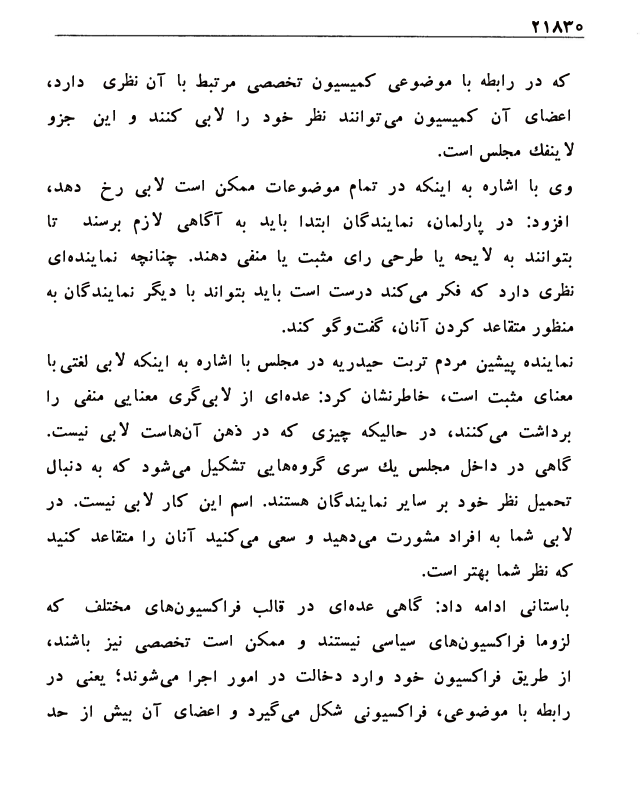 ۲۱۸۳۰
که در رابطه با موضوعی کمیسیون تخصصی مرتبط با آن نظری دارد،
اعضای آن کمیسیون می‌توانند نظر خود را لابی کنند و این جزو
لاینفك مجلس است.
وی با اشاره به اینکه در تمام موضوعات ممکن است لابی رخ دهد،
افزود: در پارلمان، نمایندگان ابتدا باید به آگاهی لازم برسند تا
بتوانند به لایحه یا طرحی رای مثبت یا منفی دهند. چنانچه نماینده‌ای
نظری دارد که فکر می‌کند درست است باید بتواند با دیگر نمایندگان به
منظور متقاعد کردن آنان، گفت‌وگو کند.
نماینده پیشین مردم تربت حیدریه در مجلس با اشاره به اینکه لابی لغتی با
معنای مثبت است، خاطرنشان کرد: عده‌ای از لابی‌گری معنایی منفی را
برداشت می‌کنند، در حالیکه چیزی که در ذهن آن‌هاست لابی نیست.
گاهی در داخل مجلس یك سری گروه‌هایی تشکیل می‌شود که به دنبال
تحمیل نظر خود بر سایر نمایندگان هستند. اسم این کار لابی نیست. در
لابی شما به افراد مشورت می‌دهید و سعی می‌کنید آنان را متقاعد کنید
که نظر شما بهتر است.
باستانی ادامه داد: گاهی عده‌ای در قالب فراکسیون‌های مختلف که
لزوما فراکسیون‌های سیاسی نیستند و ممکن است تخصصی نیز باشند،
از طریق فراکسیون خود وارد دخالت در امور اجرا می‌شوند؛ یعنی در
رابطه با موضوعی، فراکسیونی شکل می‌گیرد و اعضای آن بیش از حد